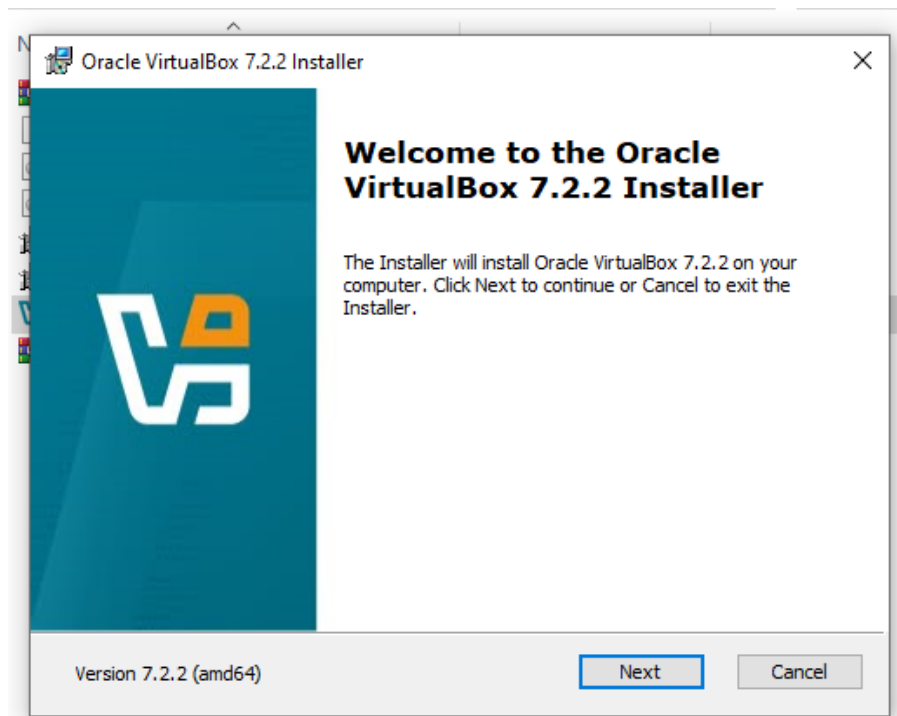 N
Oracle VirtualBox 7.2.2 Installer
Welcome to the Oracle
VirtualBox 7.2.2 Installer
The Installer will install Oracle VirtualBox 7.2.2 on your
computer. Click Next to continue or Cancel to exit the
Installer.
Version 7.2.2 (amd64)
Next
Cancel